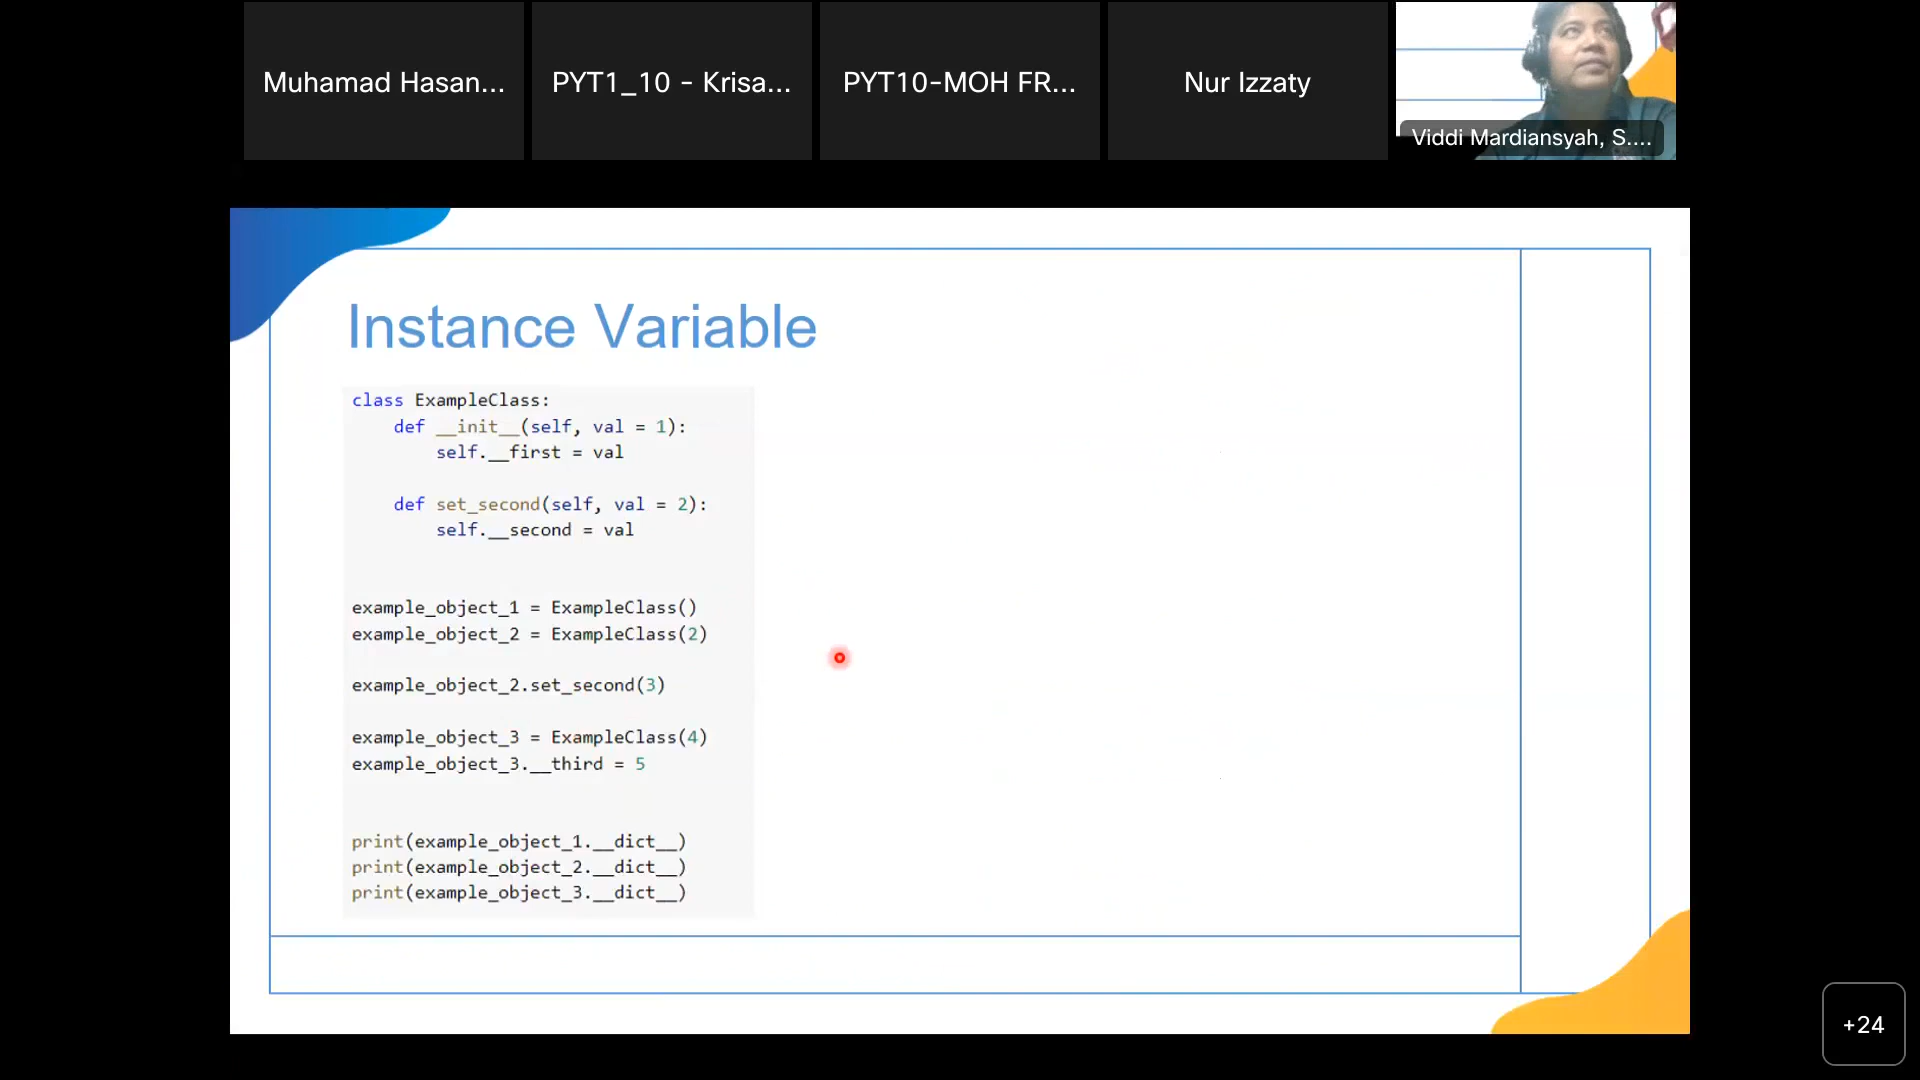 Muhamad Hasan...
PYT1_10 - Krisa...
PYT10-MOH FR...
Nur Izzaty
Viddi Mardiansyah, S....
Instance Variable
class ExampleClass:
    def __init__(self, val = 1):
        self.__first = val
    def set_second(self, val = 2):
        self.__second = val
example_object_1 = ExampleClass()
example_object_2 = ExampleClass(2)
example_object_2.set_second(3)
example_object_3 = ExampleClass(4)
example_object_3.__third = 5
print(example_object_1.__dict__)
print(example_object_2.__dict__)
print(example_object_3.__dict__)
+24